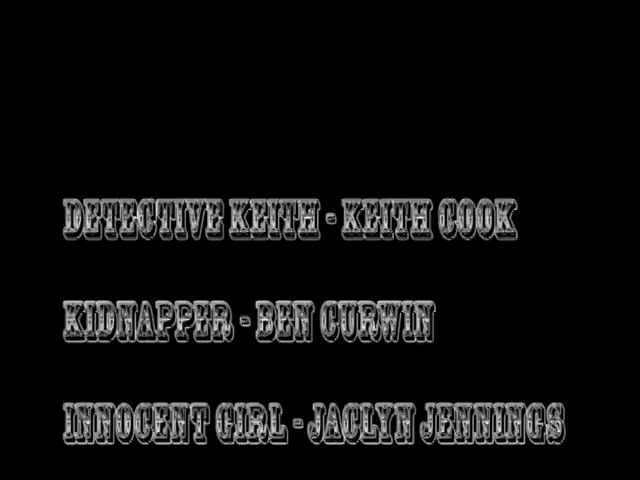 DETECTIVE KEITH - KEITH COOK
KIDNAPPER - BEN CURWIN
INNOCENT GIRL - JACLYN JENNINGS